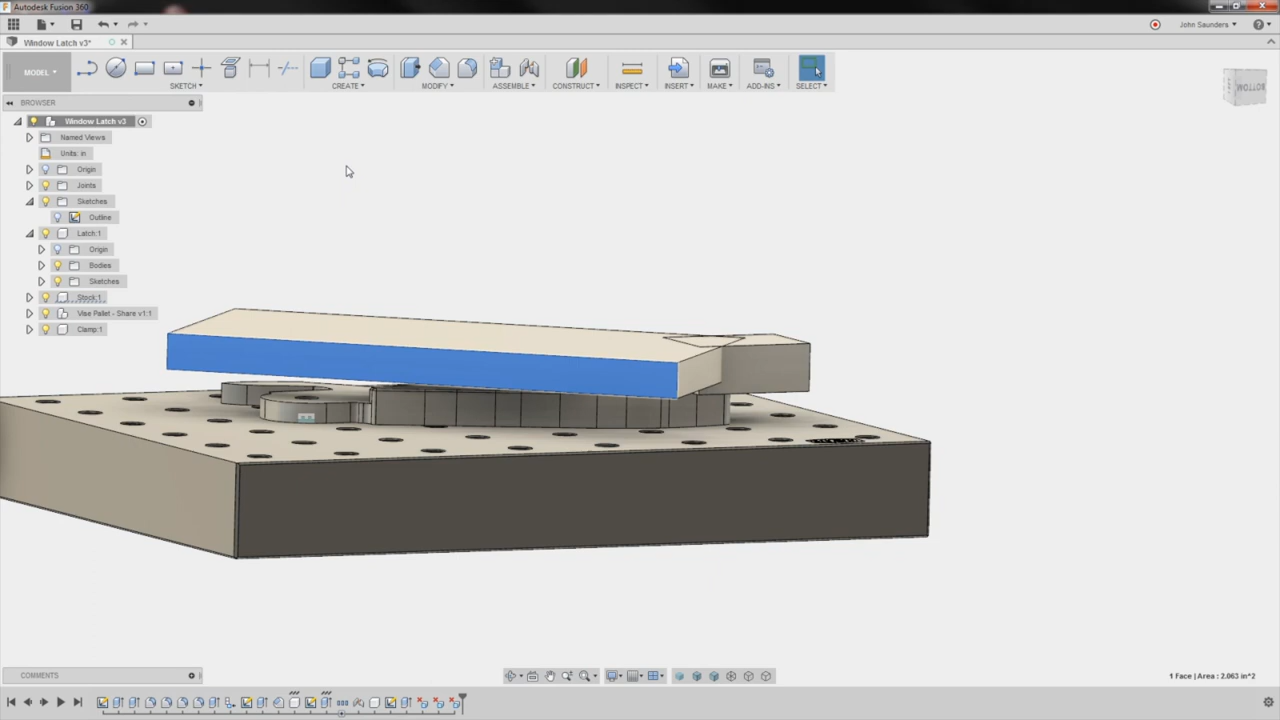 Autodesk Fusion 360
John Saunders
Window Latch v3*
MODEL
SKETCH
CREATE
MODIFY
ASSEMBLE
CONSTRUCT
INSPECT
INSERT
MAKE
ADD-INS
SELECT
BOTTOM
BROWSER
Window Latch v3
Named Views
Units: in
Origin
Joints
Sketches
Outline
Latch:1
Origin
Bodies
Sketches
Stock:1
Vise Pallet - Share v1:1
Clamp:1
COMMENTS
1 Face | Area : 2.063 in^2